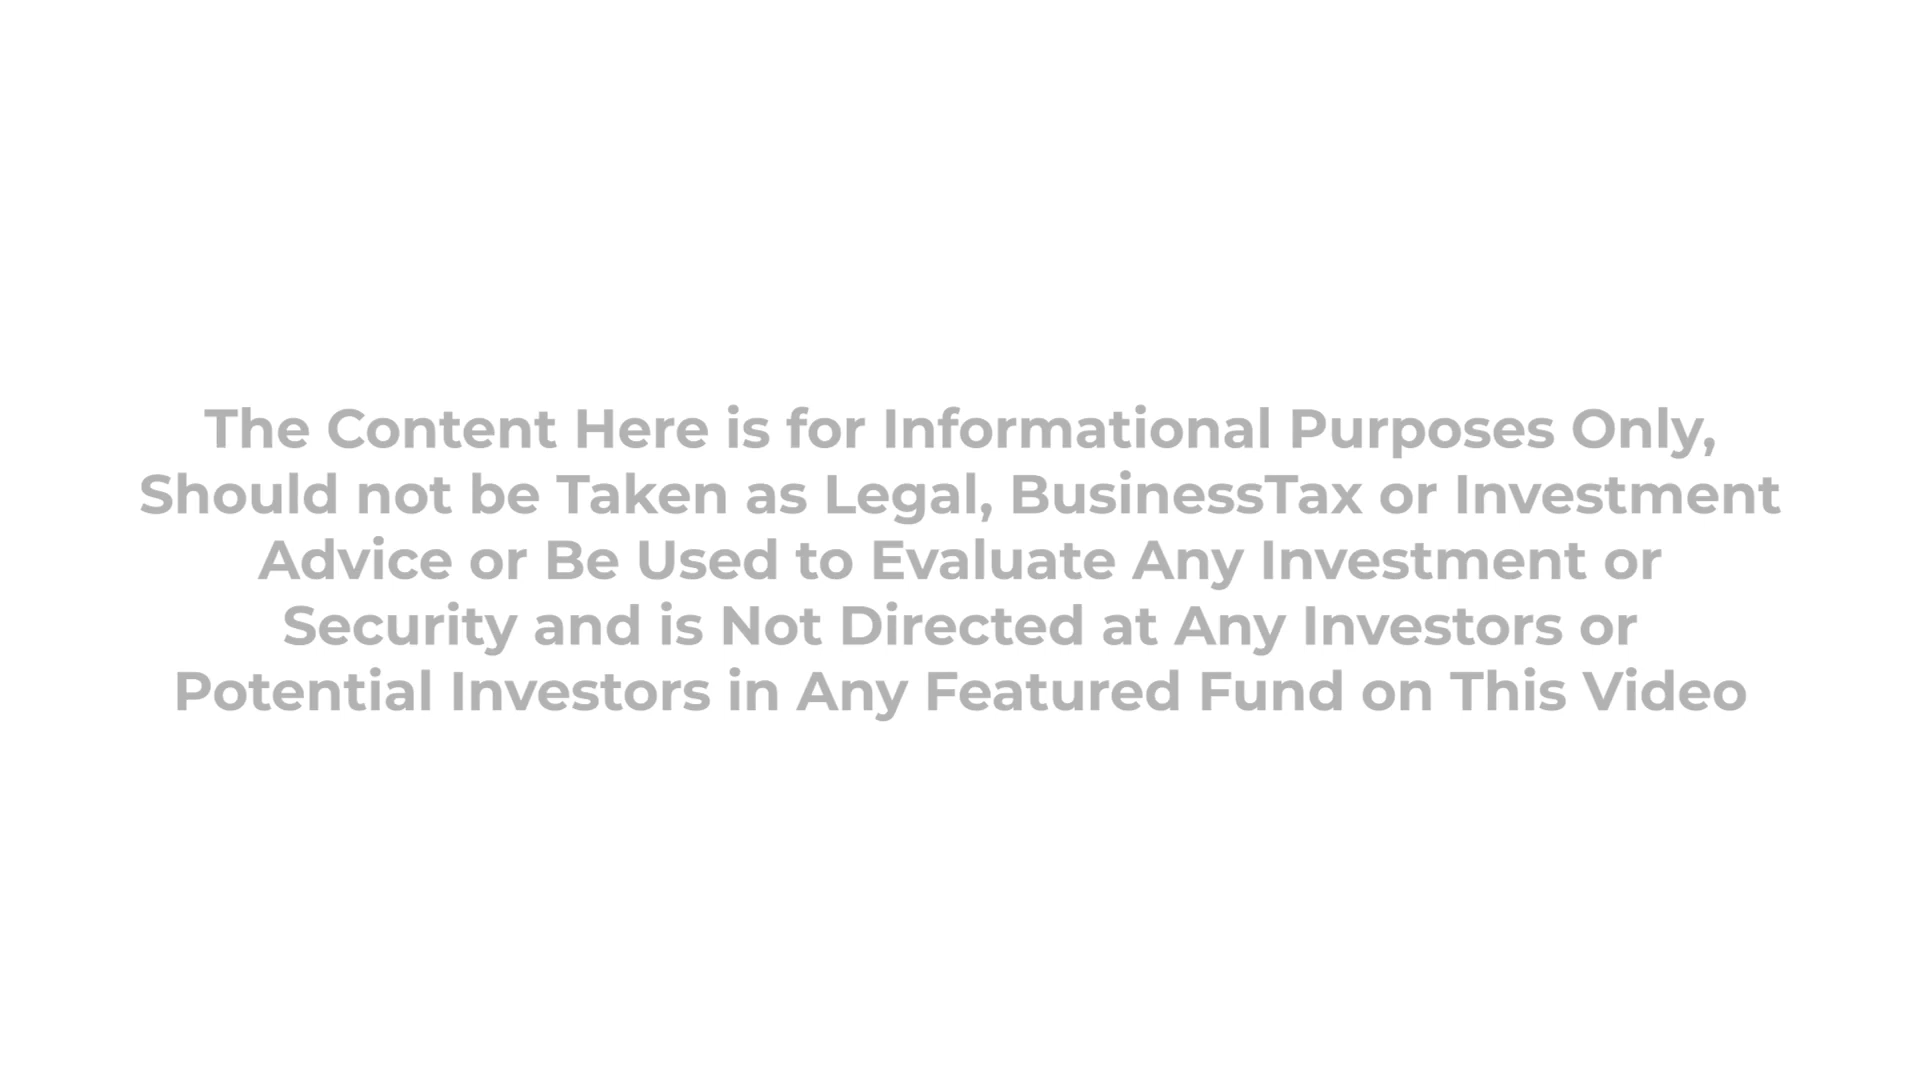 The Content Here is for Informational Purposes Only,
Should not be Taken as Legal, BusinessTax or Investment
Advice or Be Used to Evaluate Any Investment or
Security and is Not Directed at Any Investors or
Potential Investors in Any Featured Fund on This Video